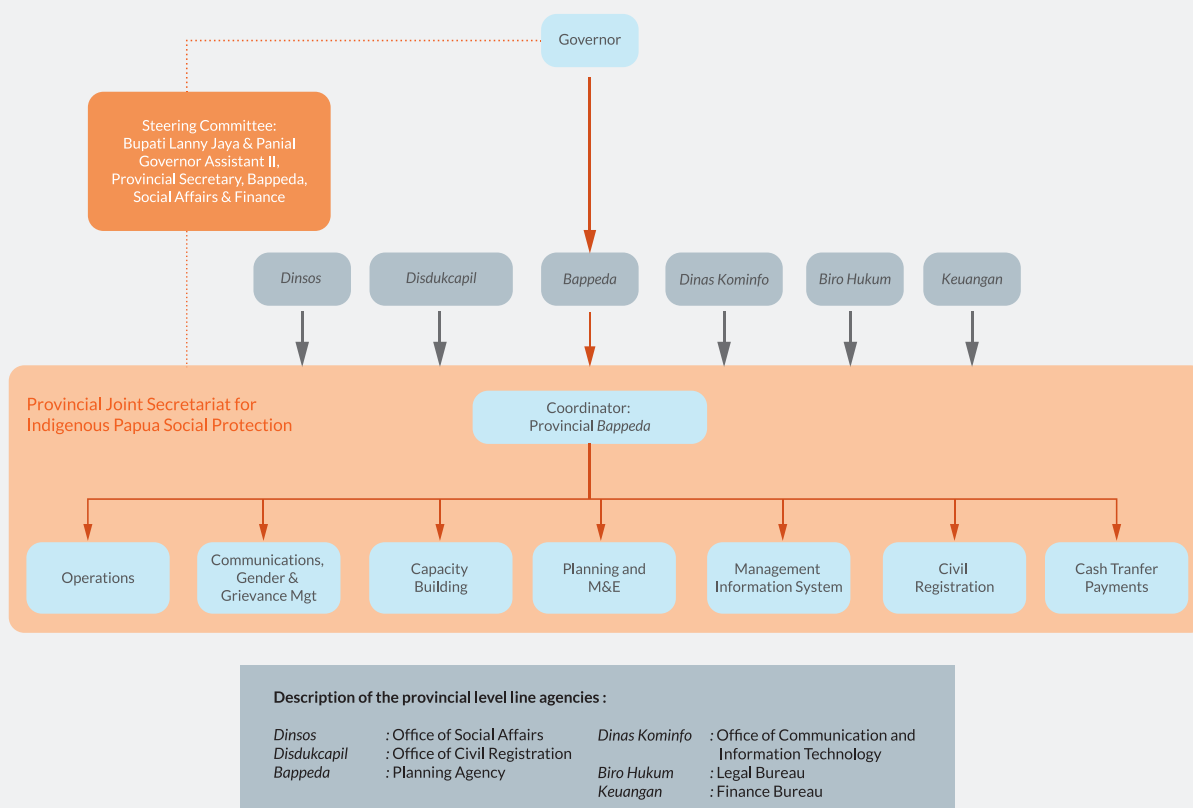 Governor
Steering Committee:
Bupati Lanny Jaya & Panial
Governor Assistant II,
Provincial Secretary, Bappeda,
Social Affairs & Finance
Dinsos
Disdukcapil
Bappeda
Dinas Kominfo
Biro Hukum
Keuangan
Provincial Joint Secretariat for
Indigenous Papua Social Protection
Coordinator:
Provincial Bappeda
Operations
Communications,
Gender &
Grievance Mgt
Capacity
Building
Planning and
M&E
Management
Information System
Civil
Registration
Cash Tranfer
Payments
Description of the provincial level line agencies :
Dinsos : Office of Social Affairs
Disdukcapil : Office of Civil Registration
Bappeda : Planning Agency
Dinas Kominfo : Office of Communication and
Information Technology
Biro Hukum : Legal Bureau
Keuangan : Finance Bureau